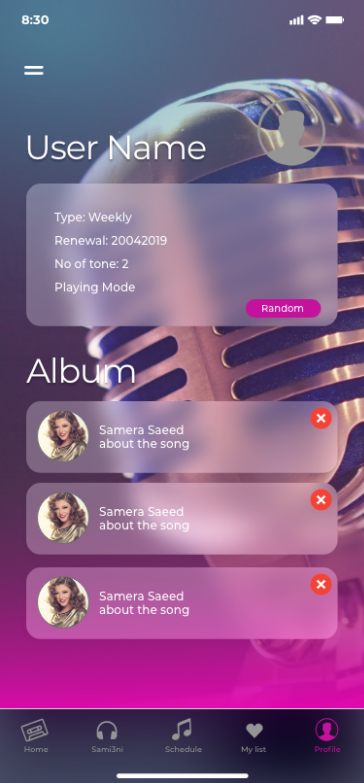 8:30
User Name
Type: Weekly
Renewal: 20042019
No of tone: 2
Playing Mode
Random
Album
Samera Saeed
about the song
Samera Saeed
about the song
Samera Saeed
about the song
Home
Sami3ni
Schedule
My list
Profile